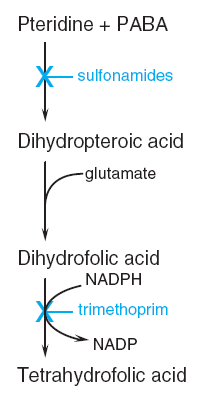 Pteridine + PABA
sulfonamides
Dihydropteroic acid
glutamate
Dihydrofolic acid
NADPH
trimethoprim
NADP
Tetrahydrofolic acid